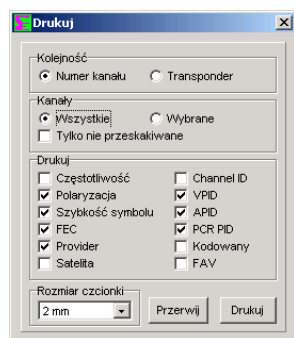 Drukuj
Kolejność
Numer kanału Transponder
Kanały
Wszystkie Wybrane
Tylko nie przeskakiwane
Drukuj
Częstotliwość Channel ID
Polaryzacja VPID
Szybkość symbolu APID
FEC PCR PID
Provider Kodowany
Satelita FAV
Rozmiar czcionki
2 mm Przerwij Drukuj